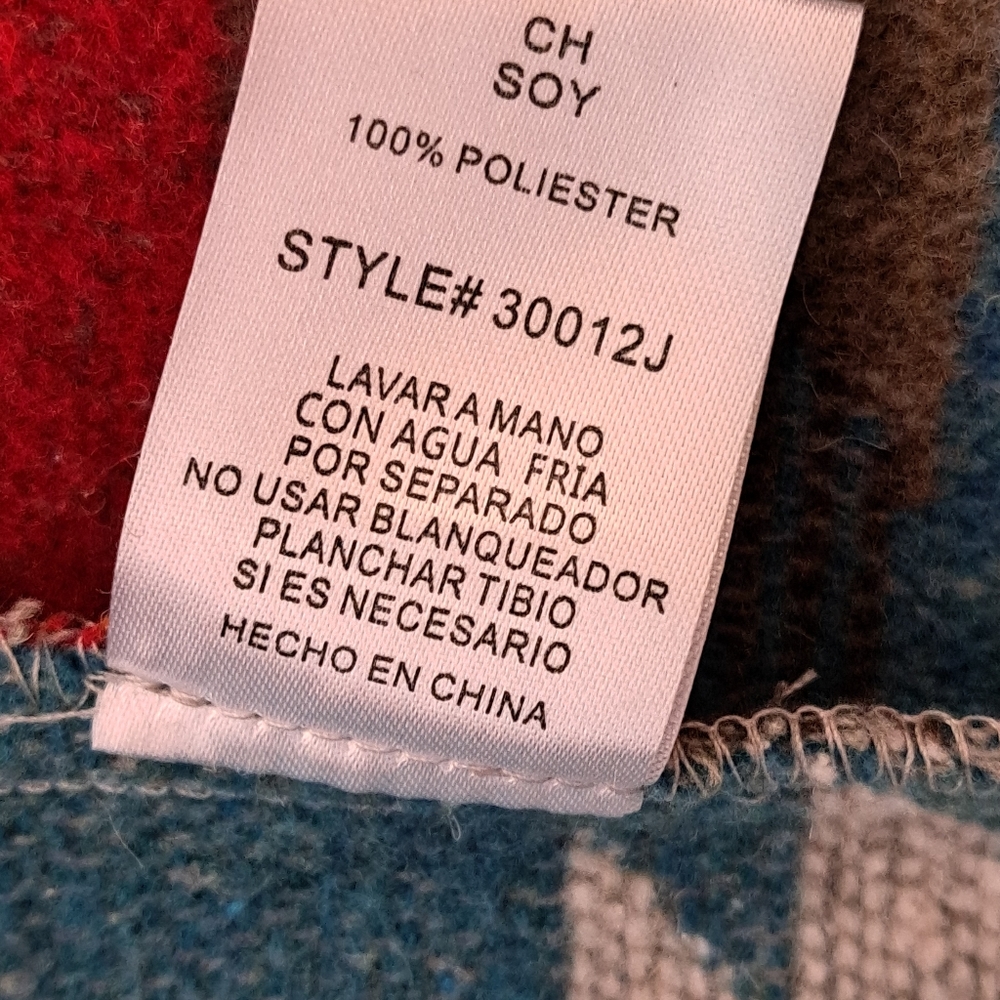 CH
SOY
100% POLIESTER
STYLE# 30012J
LAVAR A MANO
CON AGUA FRIA
POR SEPARADO
NO USAR BLANQUEADOR
PLANCHAR TIBIO
SI ES NECESARIO
HECHO EN CHINA